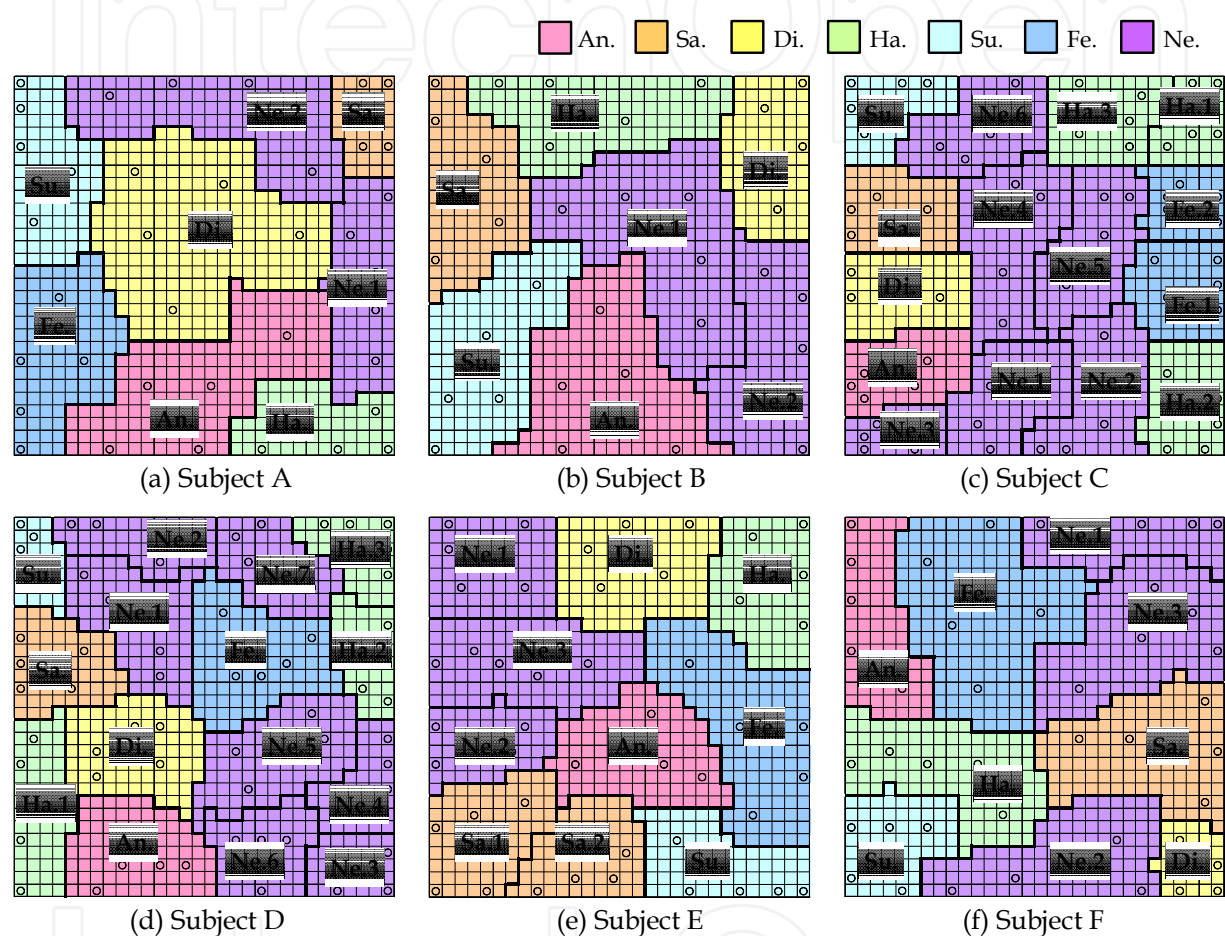 InTechOpen
An. Sa. Di. Ha. Su. Fe. Ne.
Ne.2 Sa.
Su.
Di.
Ne.1
Fe.
An. Ha.
(a) Subject A
Ha.
Di.
Sa.
Ne.1
Su.
Ne.2
An.
(b) Subject B
Su. Ne.6 Ha.3 Ha.1
Ne.4 Fe.2
Sa.
Ne.5
Di.
Fe.1
An.
Ne.1 Ne.2
Ha.2
Ne.3
(c) Subject C
Ne.2
Ha.3
Su. Ne.7
Ne.1
Fe. Ha.2
Sa.
Di. Ne.5
Ha.1 Ne.4
An.
Ne.6 Ne.3
(d) Subject D
Ne.1 Di.
Ha.
Ne.3
Fe.
Ne.2 An.
Sa.1 Sa.2
Su.
(e) Subject E
Ne.1
Fe.
Ne.3
An.
Sa.
Ha.
Su. Ne.2 Di.
(f) Subject F